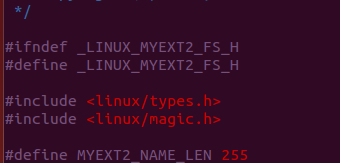 */
#ifndef _LINUX_MYEXT2_FS_H
#define _LINUX_MYEXT2_FS_H
#include <linux/types.h>
#include <linux/magic.h>
#define MYEXT2_NAME_LEN 255